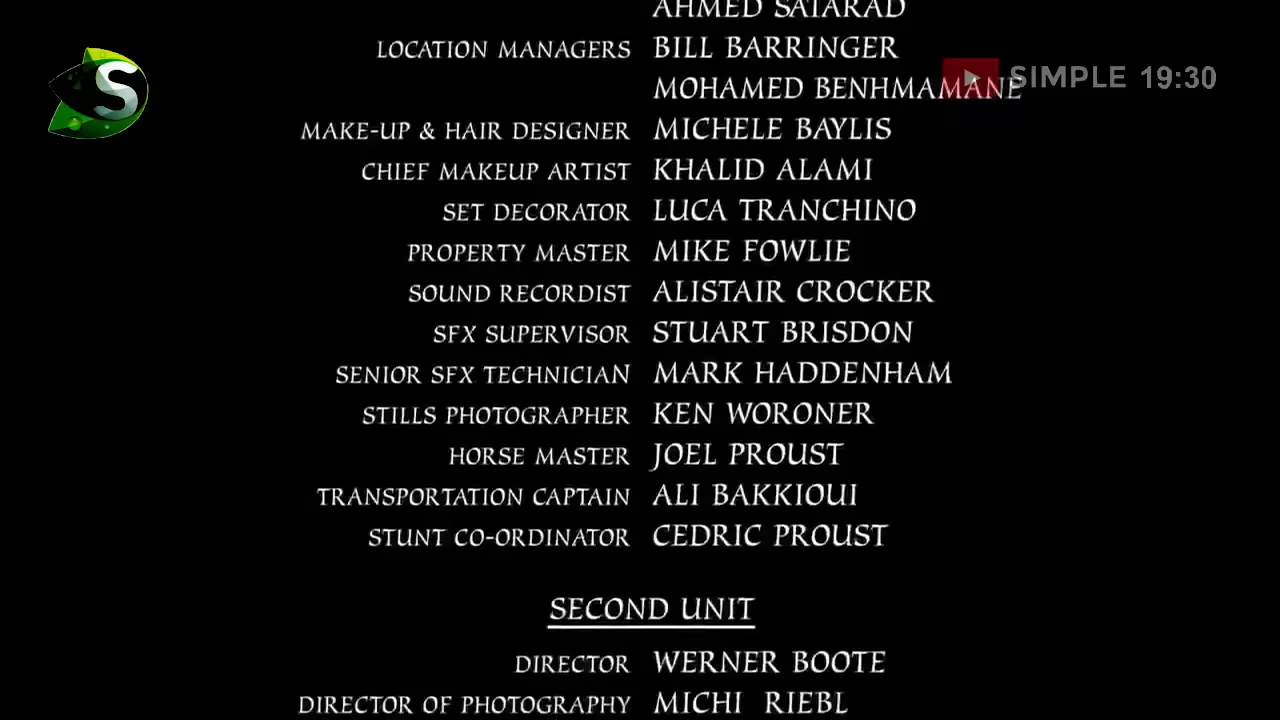 AHMED SATARAD
LOCATION MANAGERS BILL BARRINGER
MOHAMED BENHMAMANE
SIMPLE 19:30
S
MAKE-UP & HAIR DESIGNER MICHELE BAYLIS
CHIEF MAKEUP ARTIST KHALID ALAMI
SET DECORATOR LUCA TRANCHINO
PROPERTY MASTER MIKE FOWLIE
SOUND RECORDIST ALISTAIR CROCKER
SFX SUPERVISOR STUART BRISDON
SENIOR SFX TECHNICIAN MARK HADDENHAM
STILLS PHOTOGRAPHER KEN WORONER
HORSE MASTER JOEL PROUST
TRANSPORTATION CAPTAIN ALI BAKKIOUI
STUNT CO-ORDINATOR CEDRIC PROUST
SECOND UNIT
DIRECTOR WERNER BOOTE
DIRECTOR OF PHOTOGRAPHY MICHI RIEBL